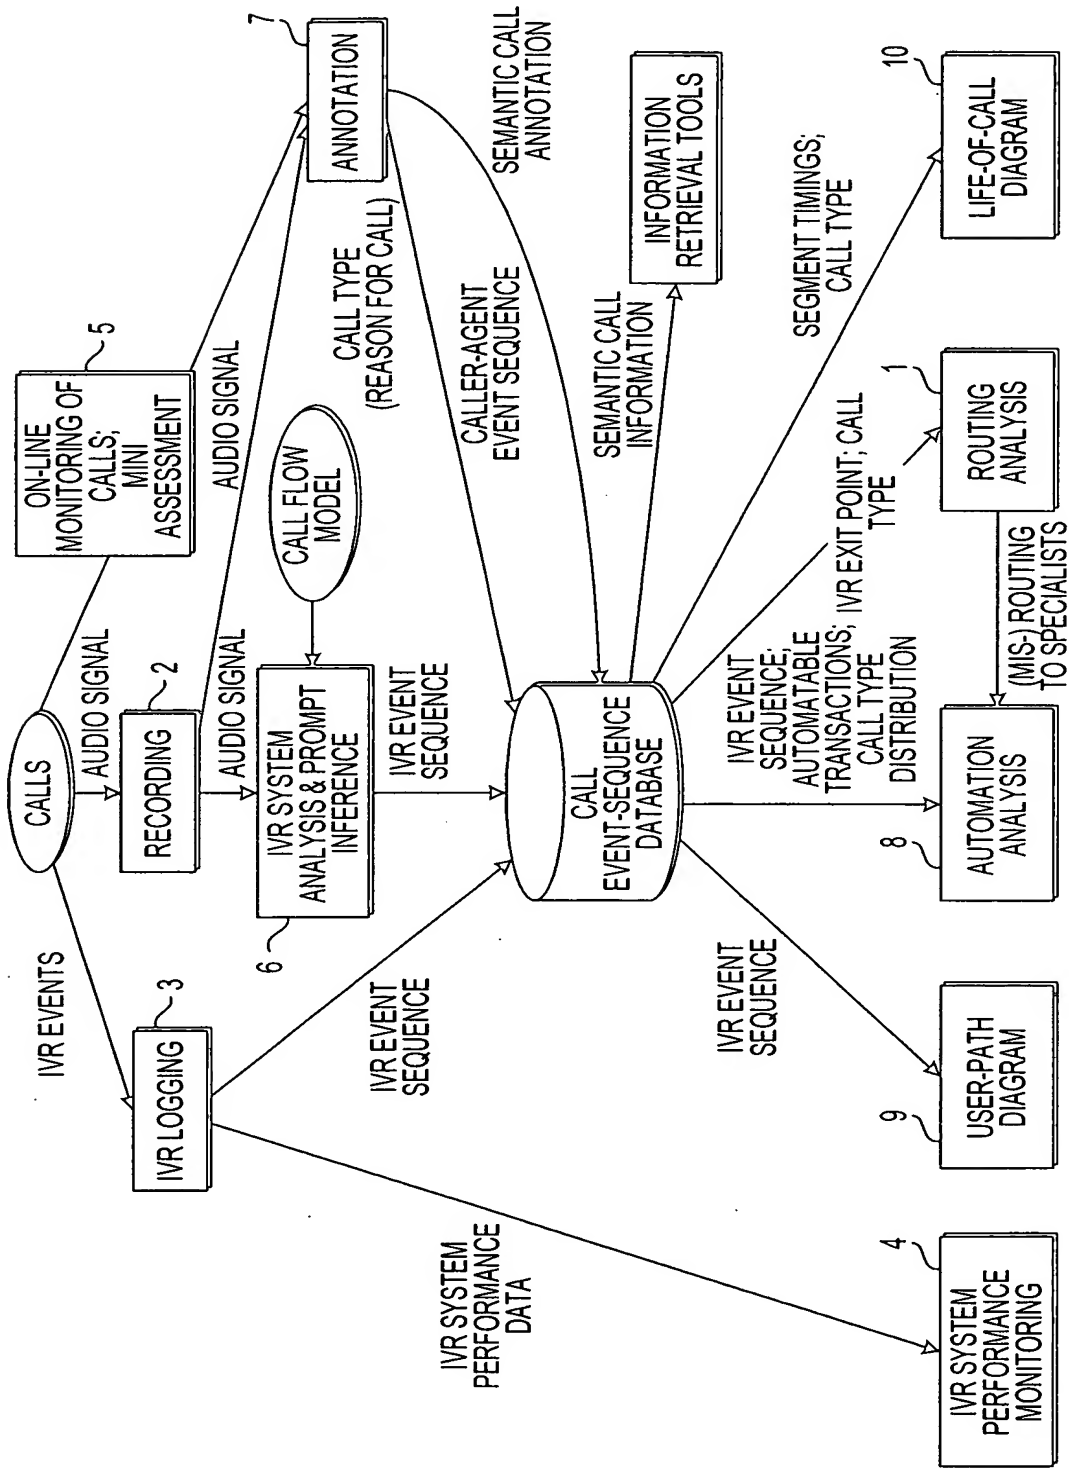 CALLS
IVR EVENTS
AUDIO SIGNAL
ON-LINE
MONITORING OF
CALLS;
MINI
ASSESSMENT
5
IVR LOGGING
3
RECORDING
2
AUDIO SIGNAL
AUDIO SIGNAL
IVR SYSTEM
ANALYSIS & PROMPT
INFERENCE
6
CALL FLOW
MODEL
ANNOTATION
7
CALL TYPE
(REASON FOR CALL)
SEMANTIC CALL
ANNOTATION
IVR EVENT
SEQUENCE
IVR EVENT
SEQUENCE
CALLER-AGENT
EVENT SEQUENCE
IVR SYSTEM
PERFORMANCE
DATA
CALL
EVENT-SEQUENCE
DATABASE
SEMANTIC CALL
INFORMATION
INFORMATION
RETRIEVAL TOOLS
IVR EVENT
SEQUENCE
IVR EVENT
SEQUENCE;
AUTOMATABLE
TRANSACTIONS;
CALL TYPE
DISTRIBUTION
IVR EXIT POINT; CALL
TYPE
SEGMENT TIMINGS;
CALL TYPE
4
IVR SYSTEM
PERFORMANCE
MONITORING
9
USER-PATH
DIAGRAM
8
AUTOMATION
ANALYSIS
(MIS-) ROUTING
TO SPECIALISTS
1
ROUTING
ANALYSIS
10
LIFE-OF-CALL
DIAGRAM